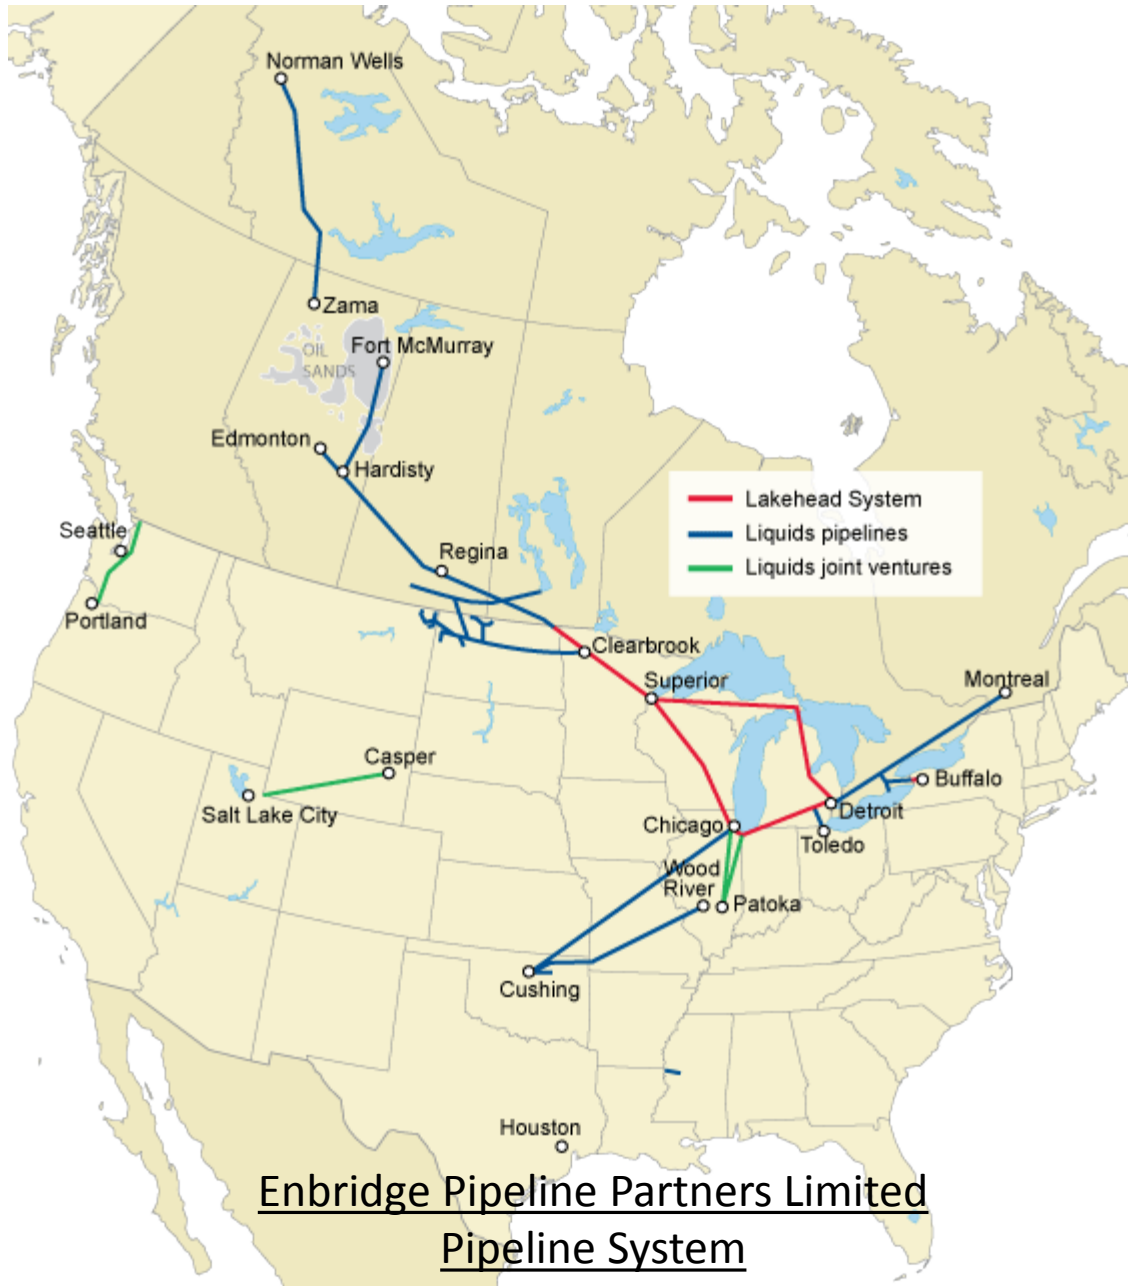 Norman Wells
Zama
OIL
SANDS
Fort McMurray
Edmonton
Hardisty
Lakehead System
Liquids pipelines
Liquids joint ventures
Seattle
Regina
Portland
Clearbrook
Superior
Montreal
Casper
Salt Lake City
Buffalo
Detroit
Chicago
Toledo
Wood
River
Patoka
Cushing
Houston
Enbridge Pipeline Partners Limited
Pipeline System